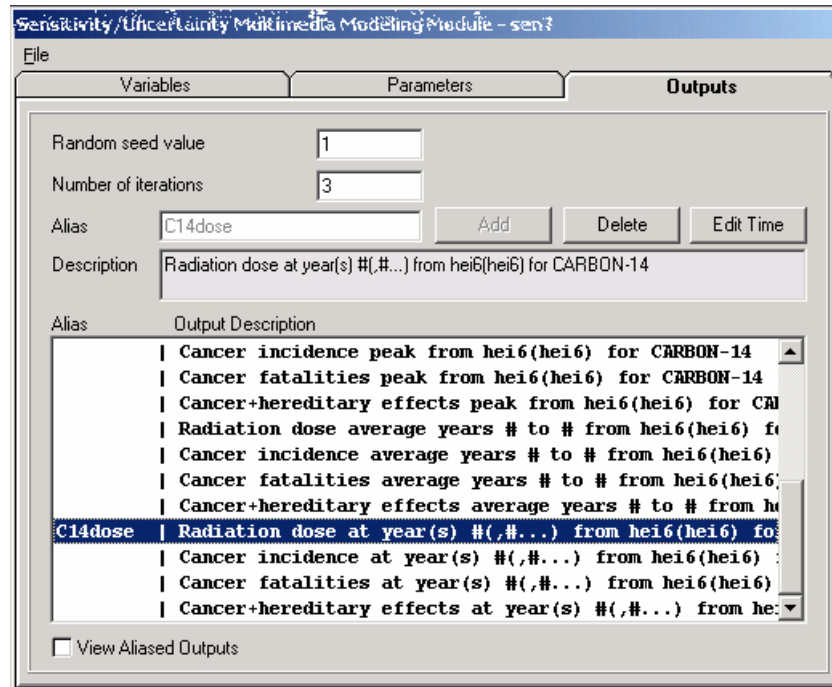 Sensitivity/Uncertainity Multimedia Modeling Module - sen7
File
Variables Parameters Outputs
Random seed value 1
Number of iterations 3
Alias C14dose Add Delete Edit Time
Description Radiation dose at year(s) #(,#...) from hei6(hei6) for CARBON-14
Alias Output Description
| Cancer incidence peak from hei6(hei6) for CARBON-14
| Cancer fatalities peak from hei6(hei6) for CARBON-14
| Cancer+hereditary effects peak from hei6(hei6) for CAR
| Radiation dose average years # to # from hei6(hei6) fo
| Cancer incidence average years # to # from hei6(hei6)
| Cancer fatalities average years # to # from hei6(hei6)
| Cancer+hereditary effects average years # to # from he
C14dose | Radiation dose at year(s) #(,#...) from hei6(hei6) fo
| Cancer incidence at year(s) #(,#...) from hei6(hei6)
| Cancer fatalities at year(s) #(,#...) from hei6(hei6)
| Cancer+hereditary effects at year(s) #(,#...) from hei
View Aliased Outputs